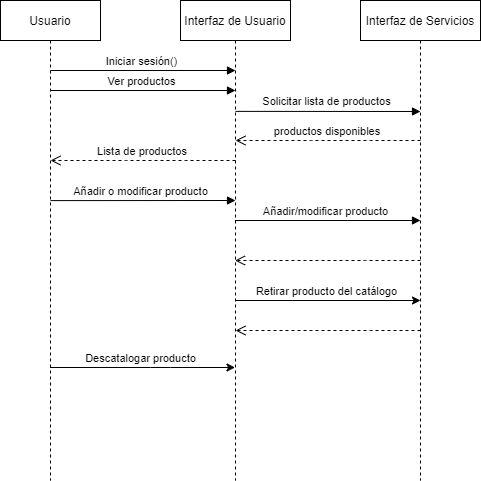 Usuario
Interfaz de Usuario
Interfaz de Servicios
Iniciar sesión()
Ver productos
Solicitar lista de productos
productos disponibles
Lista de productos
Añadir o modificar producto
Añadir/modificar producto
Retirar producto del catálogo
Descatalogar producto